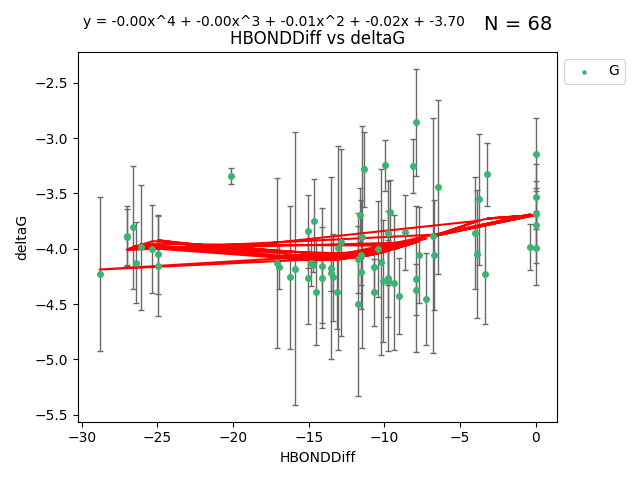 y = -0.00x^4 + -0.00x^3 + -0.01x^2 + -0.02x + -3.70
N = 68
HBONDDiff vs deltaG
G
deltaG
−2.5
−3.0
−3.5
−4.0
−4.5
−5.0
−5.5
−30
−25
−20
−15
−10
−5
0
HBONDDiff